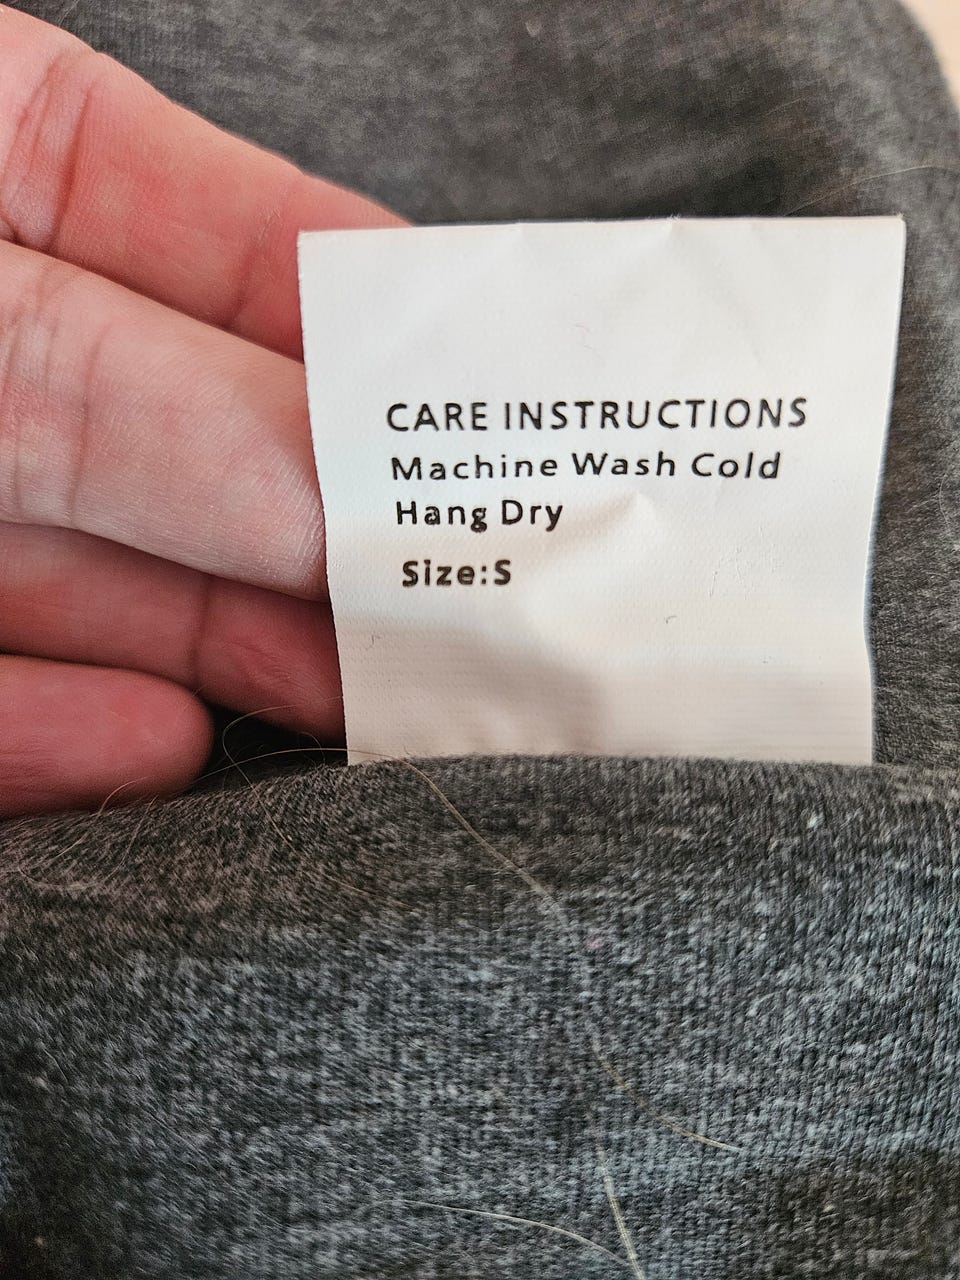 CARE INSTRUCTIONS
Machine Wash Cold
Hang Dry
Size:S